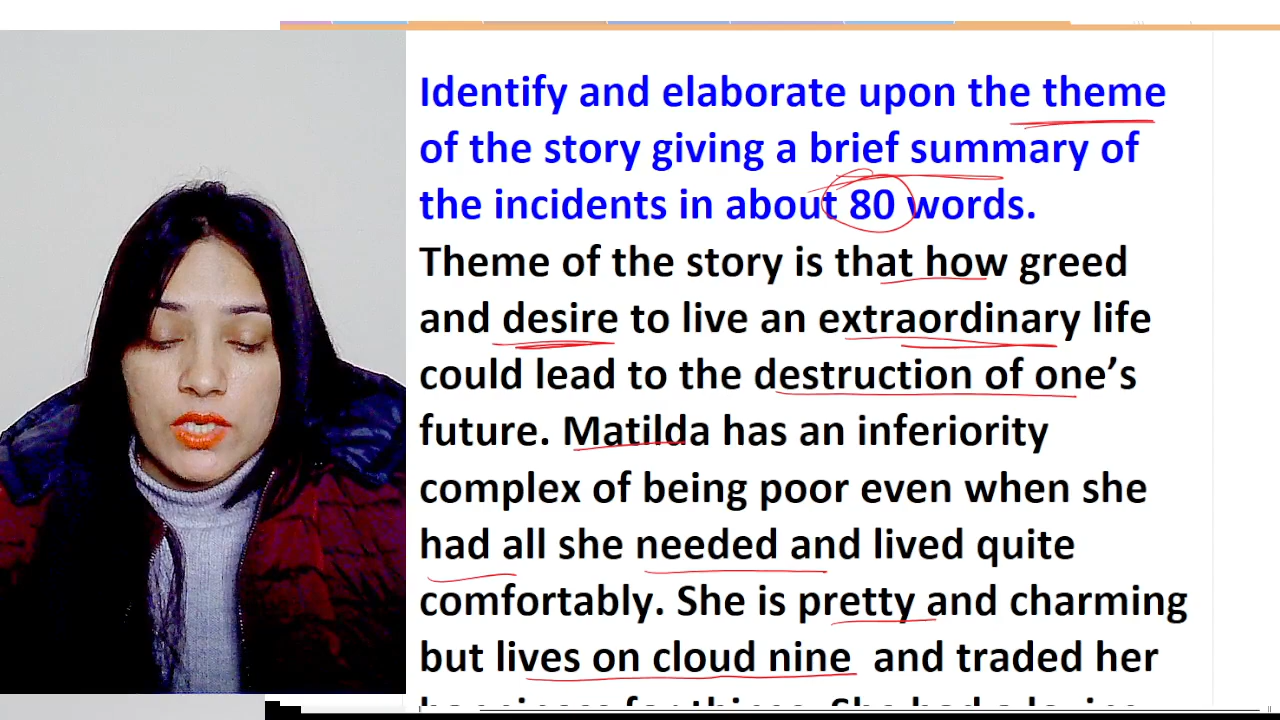 Identify and elaborate upon the theme
of the story giving a brief summary of
the incidents in about 80 words.
Theme of the story is that how greed
and desire to live an extraordinary life
could lead to the destruction of one’s
future. Matilda has an inferiority
complex of being poor even when she
had all she needed and lived quite
comfortably. She is pretty and charming
but lives on cloud nine and traded her